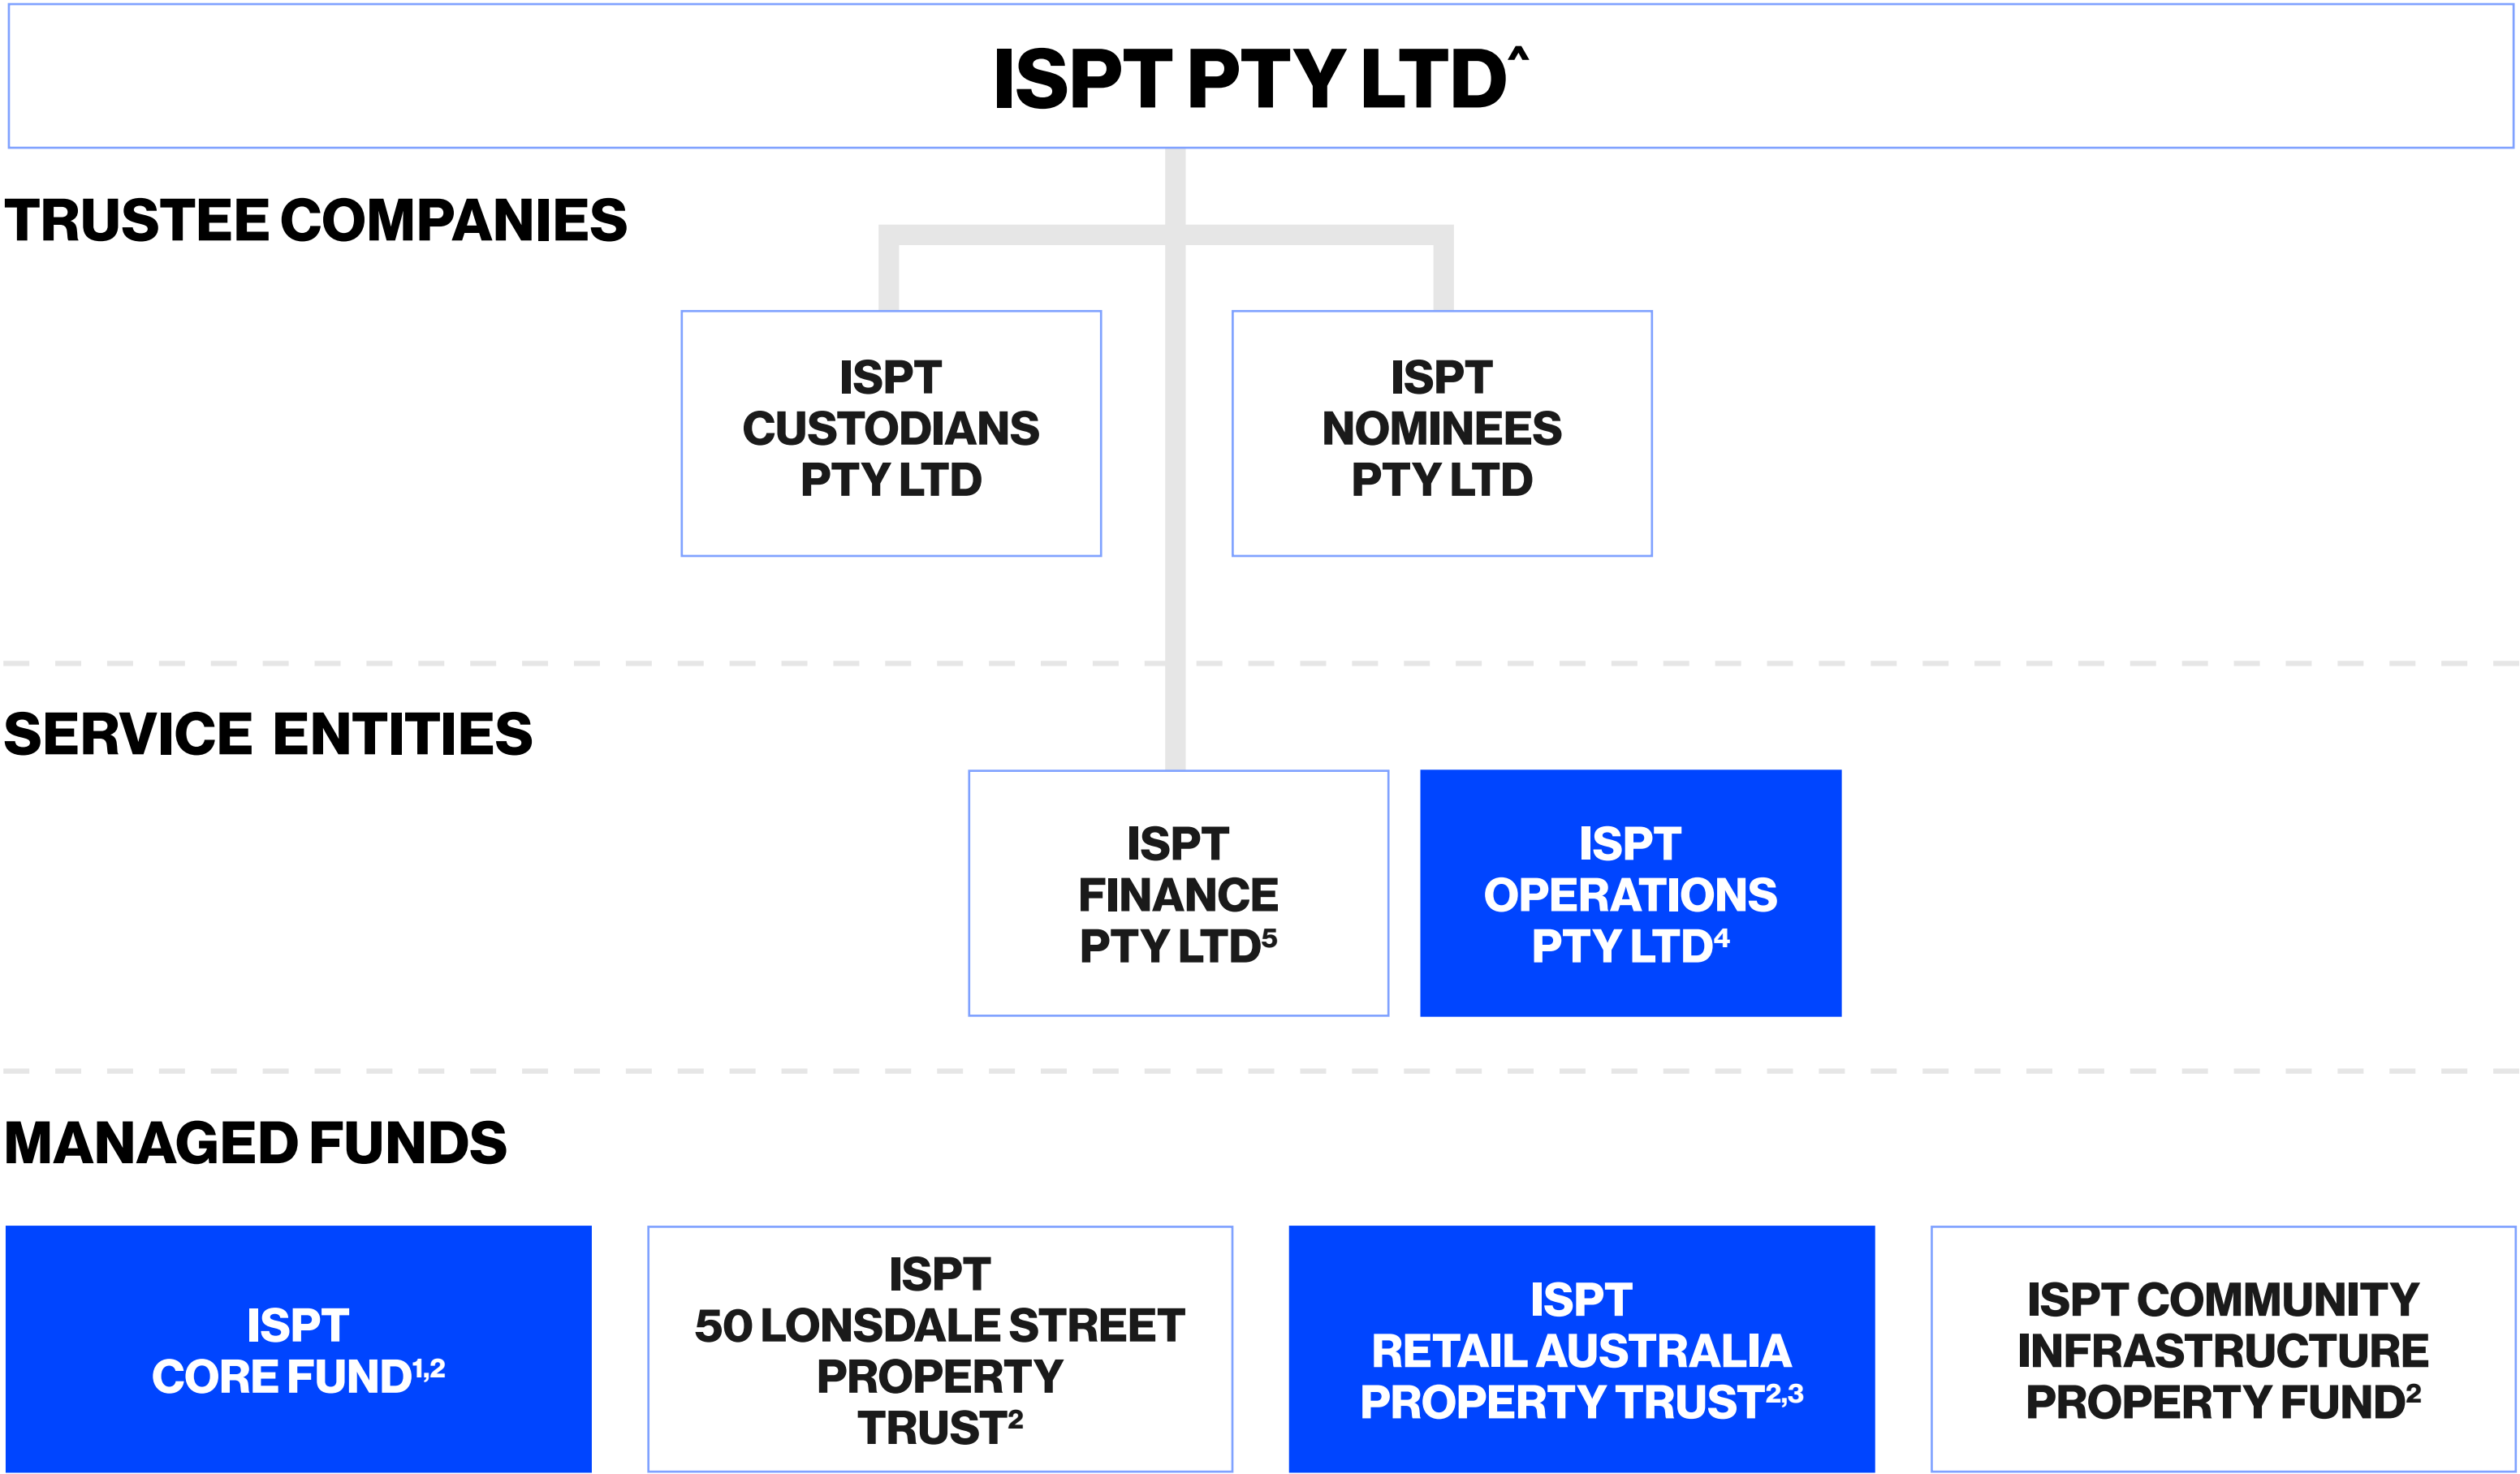 ISPT PTY LTD^
TRUSTEE COMPANIES
ISPT
CUSTODIANS
PTY LTD
ISPT
NOMINEES
PTY LTD
SERVICE ENTITIES
ISPT
FINANCE
PTY LTD⁵
ISPT
OPERATIONS
PTY LTD⁴
MANAGED FUNDS
ISPT
CORE FUND¹,²
ISPT
50 LONSDALE STREET
PROPERTY
TRUST²
ISPT
RETAIL AUSTRALIA
PROPERTY TRUST²,³
ISPT COMMUNITY
INFRASTRUCTURE
PROPERTY FUND²